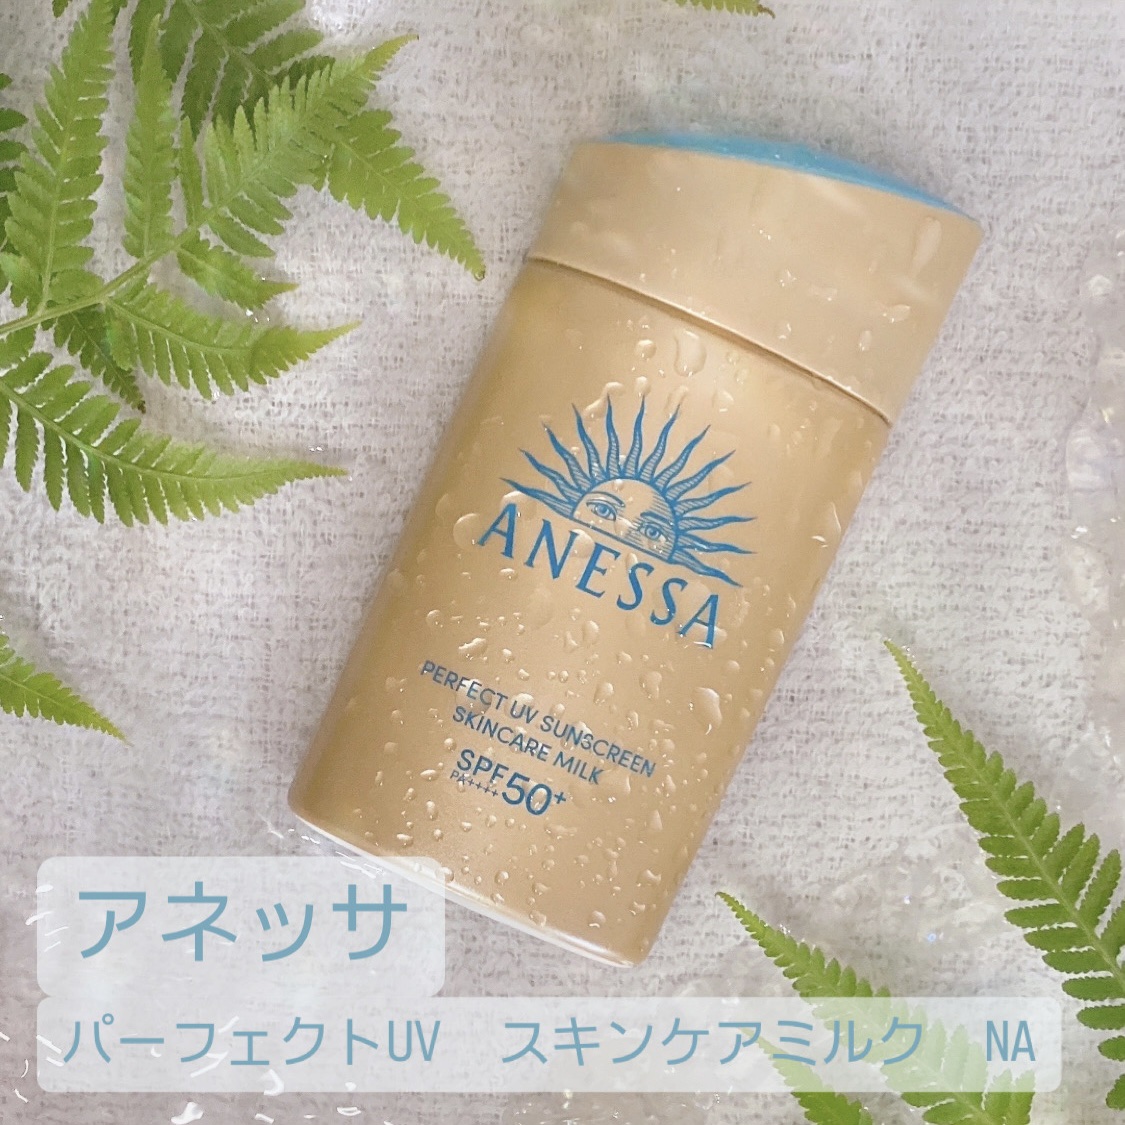 ANESSA
PERFECT UV SUNSCREEN
SKINCARE MILK
SPF50+
PA++++
アネッサ
パーフェクトUV　スキンケアミルク　NA